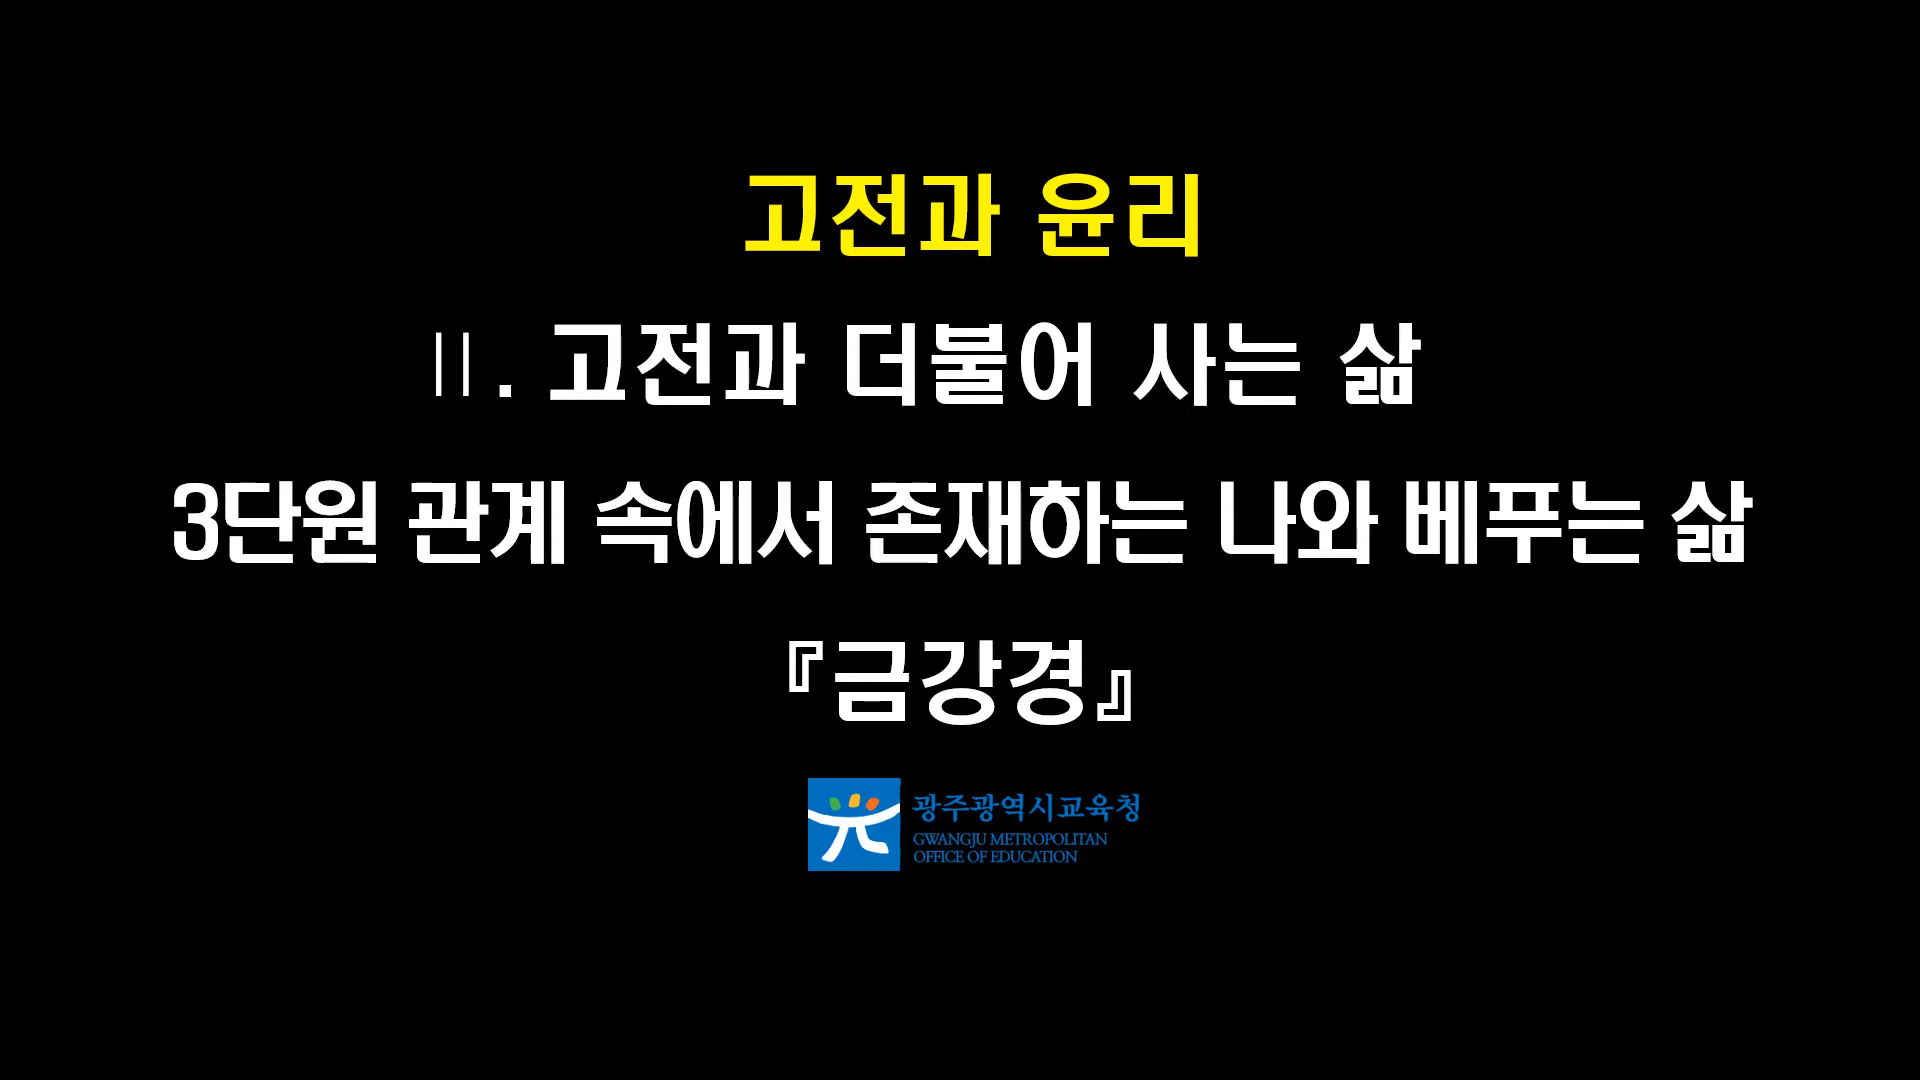 고전과 윤리
Ⅱ. 고전과 더불어 사는 삶
3단원 관계 속에서 존재하는 나와 베푸는 삶
『금강경』
광주광역시교육청
GWANGJU METROPOLITAN
OFFICE OF EDUCATION